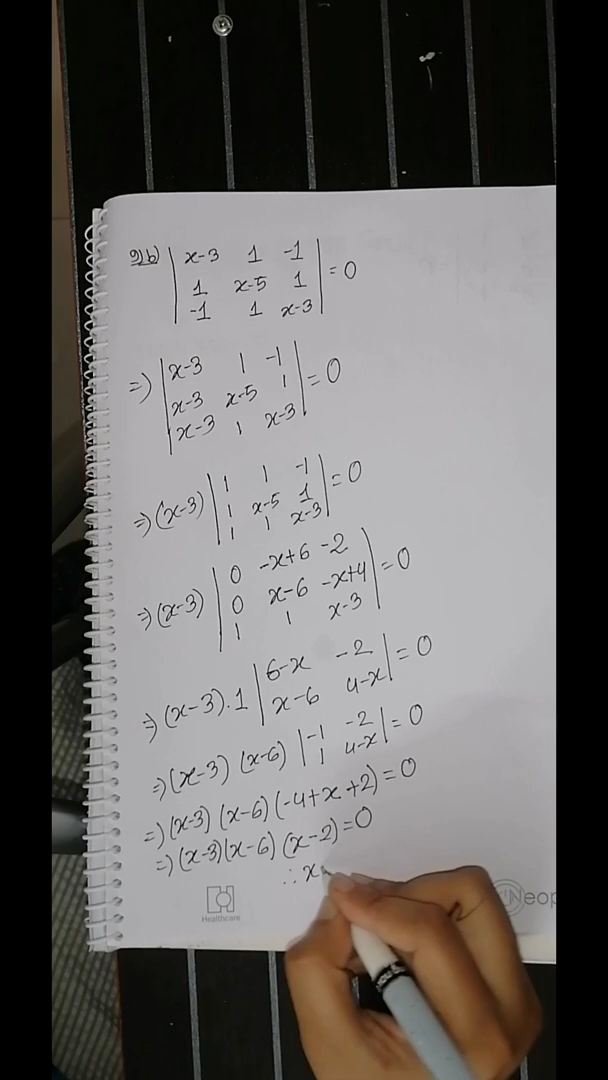 9(b) | x-3 1 -1 |
| 1 x-5 1 | = 0
| -1 1 x-3 |
=) | x-3 1 -1 |
| x-3 x-5 1 | = 0
| x-3 1 x-3 |
=) (x-3) | 1 1 -1 |
| 1 x-5 1 | = 0
| 1 1 x-3 |
=) (x-3) | 0 -x+6 -2 |
| 0 x-6 -x+4 | = 0
| 1 1 x-3 |
=) (x-3).1 | 6-x -2 |
| x-6 4-x | = 0
=) (x-3) (x-6) | -1 -2 |
| 1 4-x | = 0
=) (x-3) (x-6) (-4+x+2) = 0
=) (x-3)(x-6) (x-2) = 0
∴ x
Healthcare
Neop